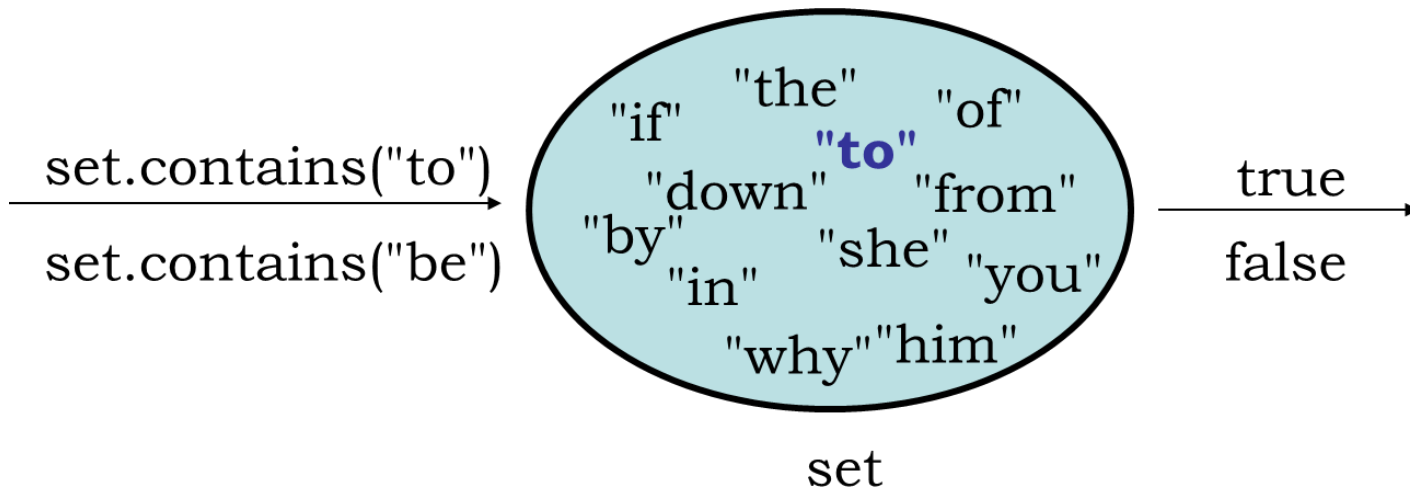 set.contains("to")
set.contains("be")
"the"
"if"
"of"
"to"
"down"
"from"
"by"
"she"
"in"
"you"
"why"
"him"
true
false
set